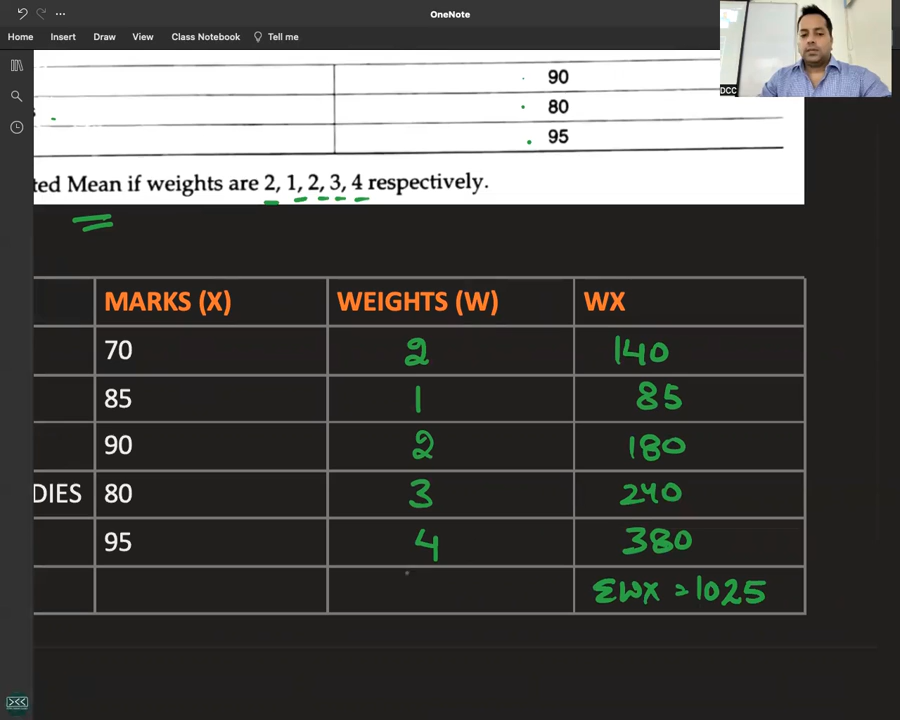 OneNote
Home Insert Draw View Class Notebook Tell me
90
80
95
ted Mean if weights are 2, 1, 2, 3, 4 respectively.
DCC
MARKS (X) WEIGHTS (W) WX
70 2 140
85 1 85
90 2 180
DIES 80 3 240
95 4 380
ΣWX = 1025